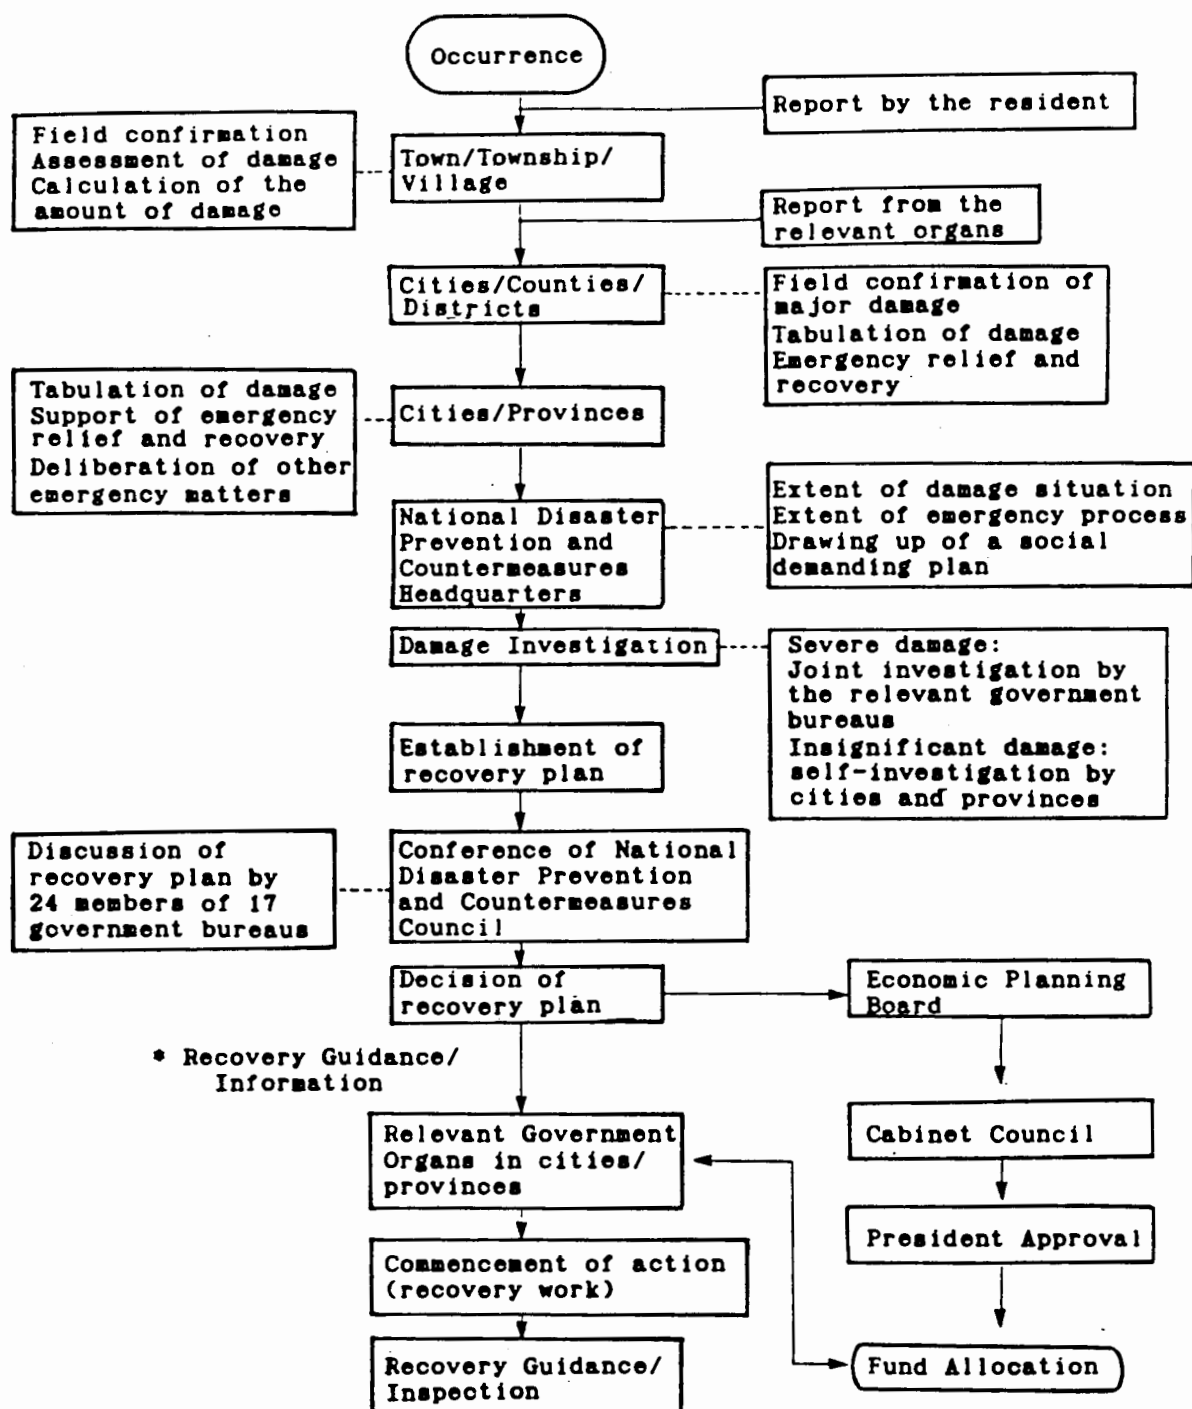 Occurrence
Report by the resident
Field confirmation
Assessment of damage
Calculation of the
amount of damage
Town/Township/
Village
Report from the
relevant organs
Cities/Counties/
Districts
Field confirmation of
major damage
Tabulation of damage
Emergency relief and
recovery
Tabulation of damage
Support of emergency
relief and recovery
Deliberation of other
emergency matters
Cities/Provinces
National Disaster
Prevention and
Countermeasures
Headquarters
Extent of damage situation
Extent of emergency process
Drawing up of a social
demanding plan
Damage Investigation
Severe damage:
Joint investigation by
the relevant government
bureaus
Insignificant damage:
self-investigation by
cities and provinces
Establishment of
recovery plan
Discussion of
recovery plan by
24 members of 17
government bureaus
Conference of National
Disaster Prevention
and Countermeasures
Council
Decision of
recovery plan
Economic Planning
Board
* Recovery Guidance/
Information
Relevant Government
Organs in cities/
provinces
Cabinet Council
President Approval
Commencement of action
(recovery work)
Recovery Guidance/
Inspection
Fund Allocation